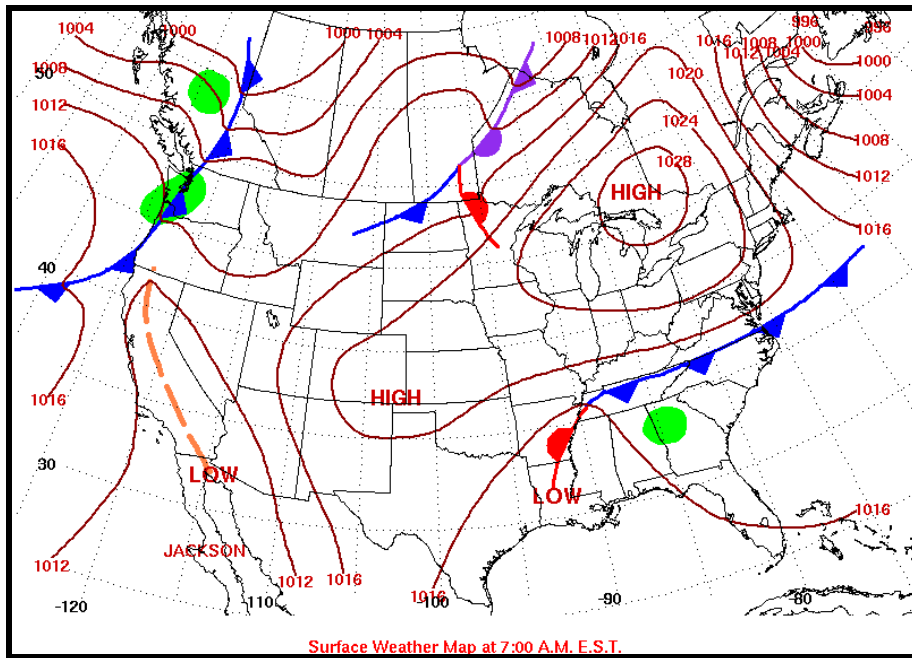 1004 1000 1000 1004 1008 1012 1016 1016 1008 1000 996 996
1012 1004
50 1008 1020 1000
1012 1004
1024
1016 1028 1008
HIGH 1012
1016
40
HIGH
1016
30 LOW
LOW 1016
JACKSON
1012 1012 1016 1016
-120 -110 -100 -90 -80
Surface Weather Map at 7:00 A.M. E.S.T.